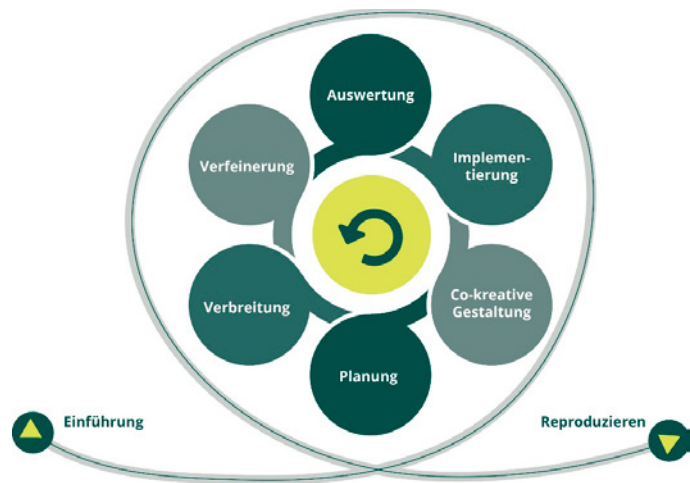 Auswertung
Verfeinerung
Implemen-
tierung
Verbreitung
Co-kreative
Gestaltung
Planung
Einführung
Reproduzieren